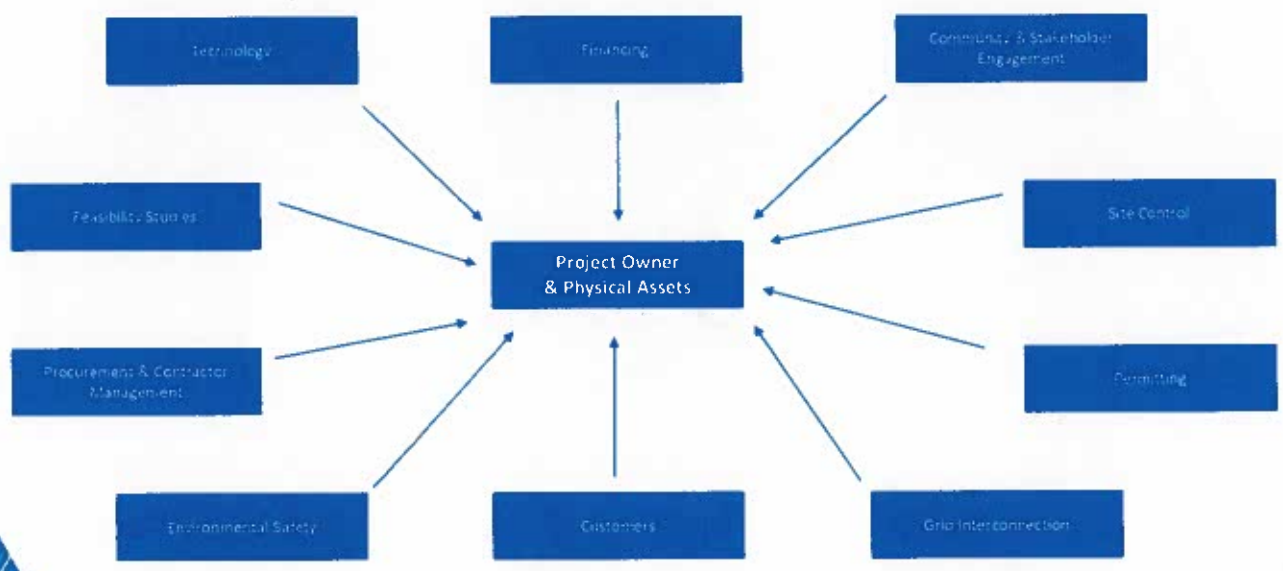 Technology
Financing
Community & Stakeholder
Engagement
Feasibility Studies
Site Control
Project Owner
& Physical Assets
Procurement & Contractor
Management
Permitting
Environmental Safety
Customers
Grid Interconnection